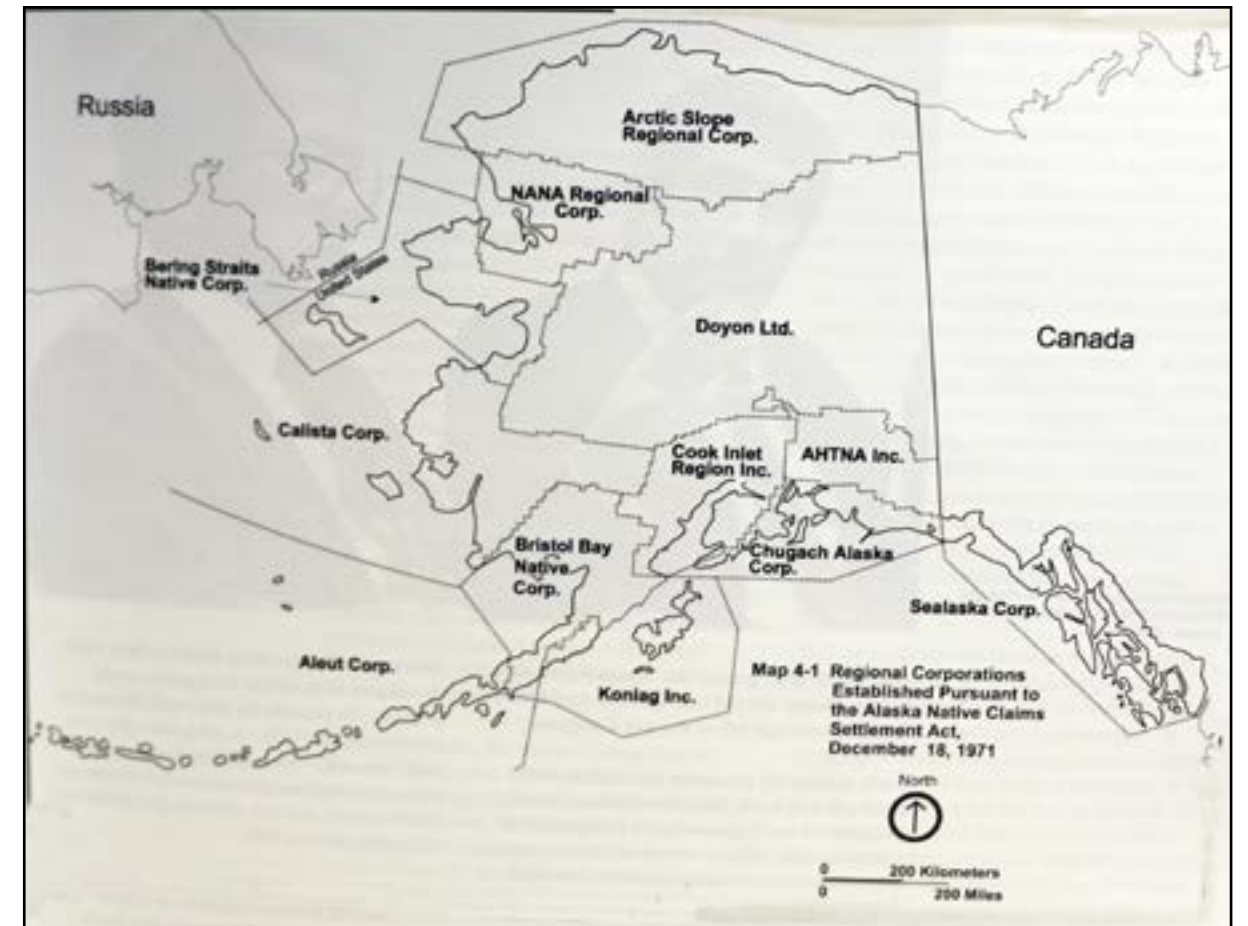 Russia
Arctic Slope
Regional Corp.
NANA Regional
Corp.
Bering Straits
Native Corp.
Russia
United States
Doyon Ltd.
Canada
Calista Corp.
Cook Inlet
Region Inc.
AHTNA Inc.
Bristol Bay
Native
Corp.
Chugach Alaska
Corp.
Sealaska Corp.
Aleut Corp.
Koniag Inc.
Map 4-1 Regional Corporations
Established Pursuant to
the Alaska Native Claims
Settlement Act,
December 18, 1971
North
0 200 Kilometers
0 200 Miles